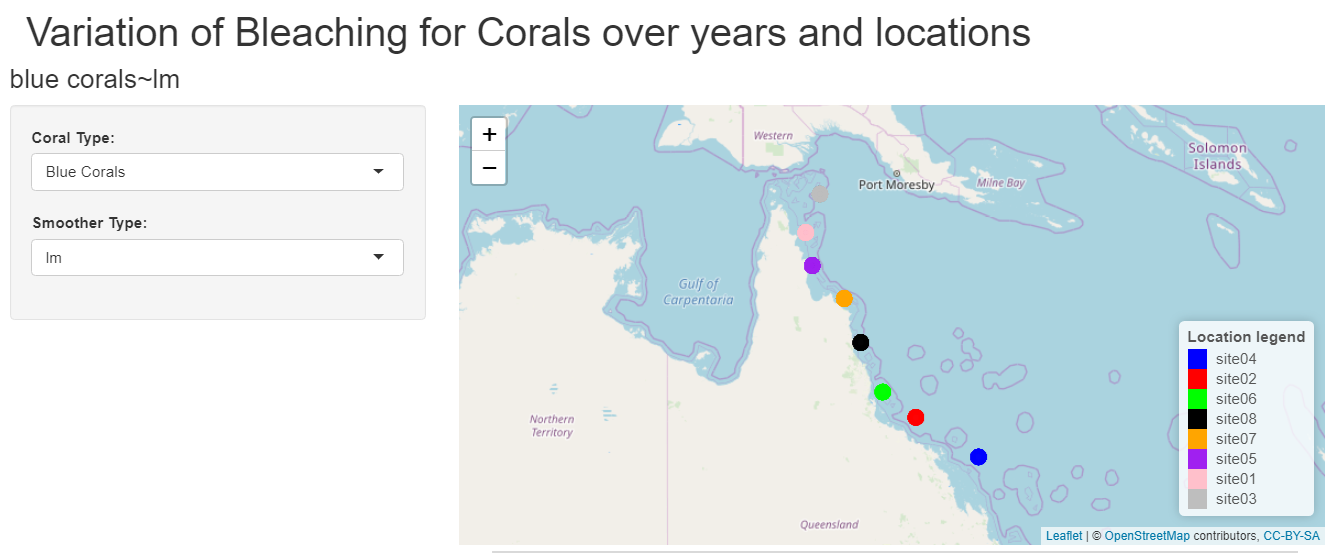 Variation of Bleaching for Corals over years and locations
blue corals~lm
Coral Type:
Blue Corals
Smoother Type:
lm
+
−
Western
Port Moresby
Milne Bay
Solomon
Islands
Gulf of
Carpentaria
Northern
Territory
Queensland
Location legend
site04
site02
site06
site08
site07
site05
site01
site03
Leaflet | © OpenStreetMap contributors, CC-BY-SA